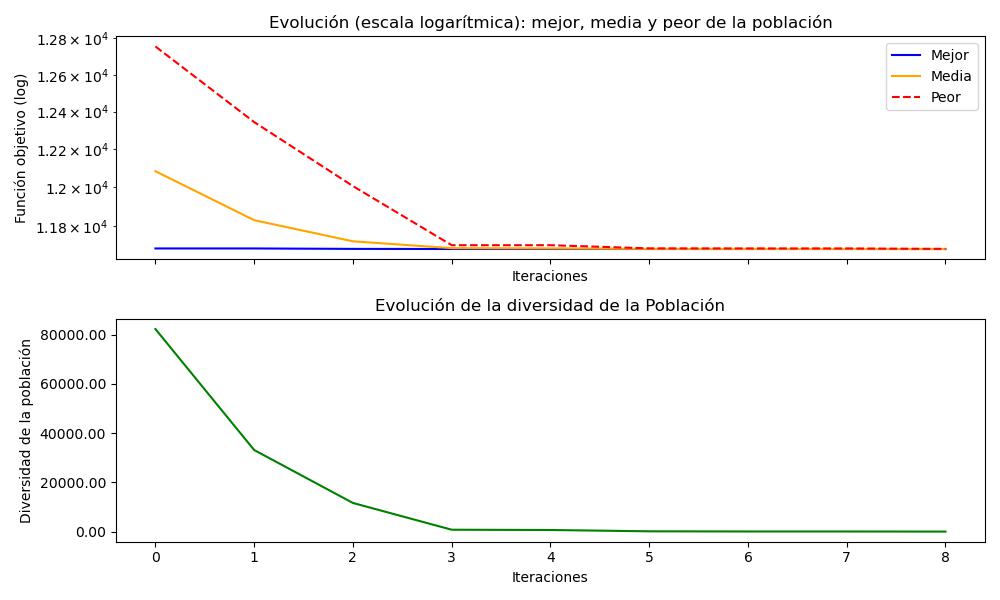 Evolución (escala logarítmica): mejor, media y peor de la población
1.28 × 10⁴
1.26 × 10⁴
1.24 × 10⁴
1.22 × 10⁴
1.2 × 10⁴
1.18 × 10⁴
Función objetivo (log)
Mejor
Media
Peor
Iteraciones
Evolución de la diversidad de la Población
80000.00
60000.00
40000.00
20000.00
0.00
Diversidad de la población
0 1 2 3 4 5 6 7 8
Iteraciones